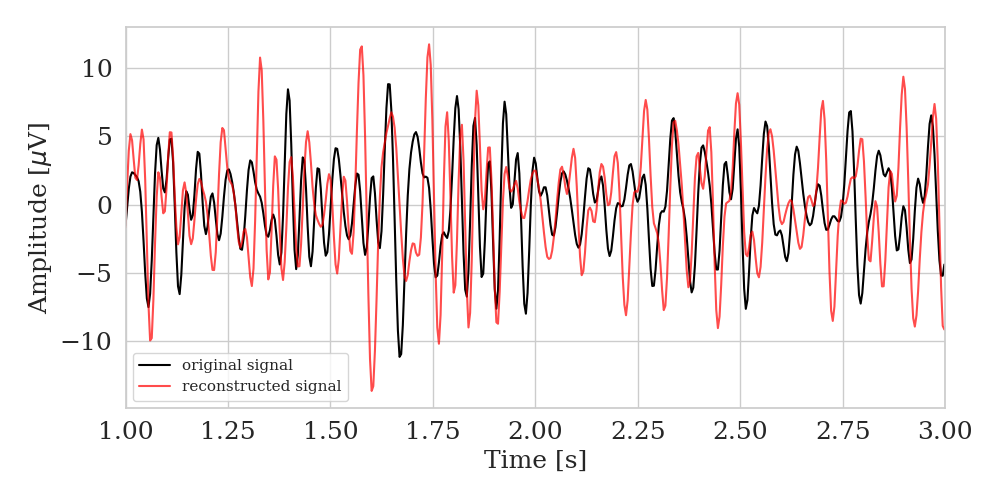 Amplitude [μV]
10
5
0
−5
−10
original signal
reconstructed signal
1.00 1.25 1.50 1.75 2.00 2.25 2.50 2.75 3.00
Time [s]